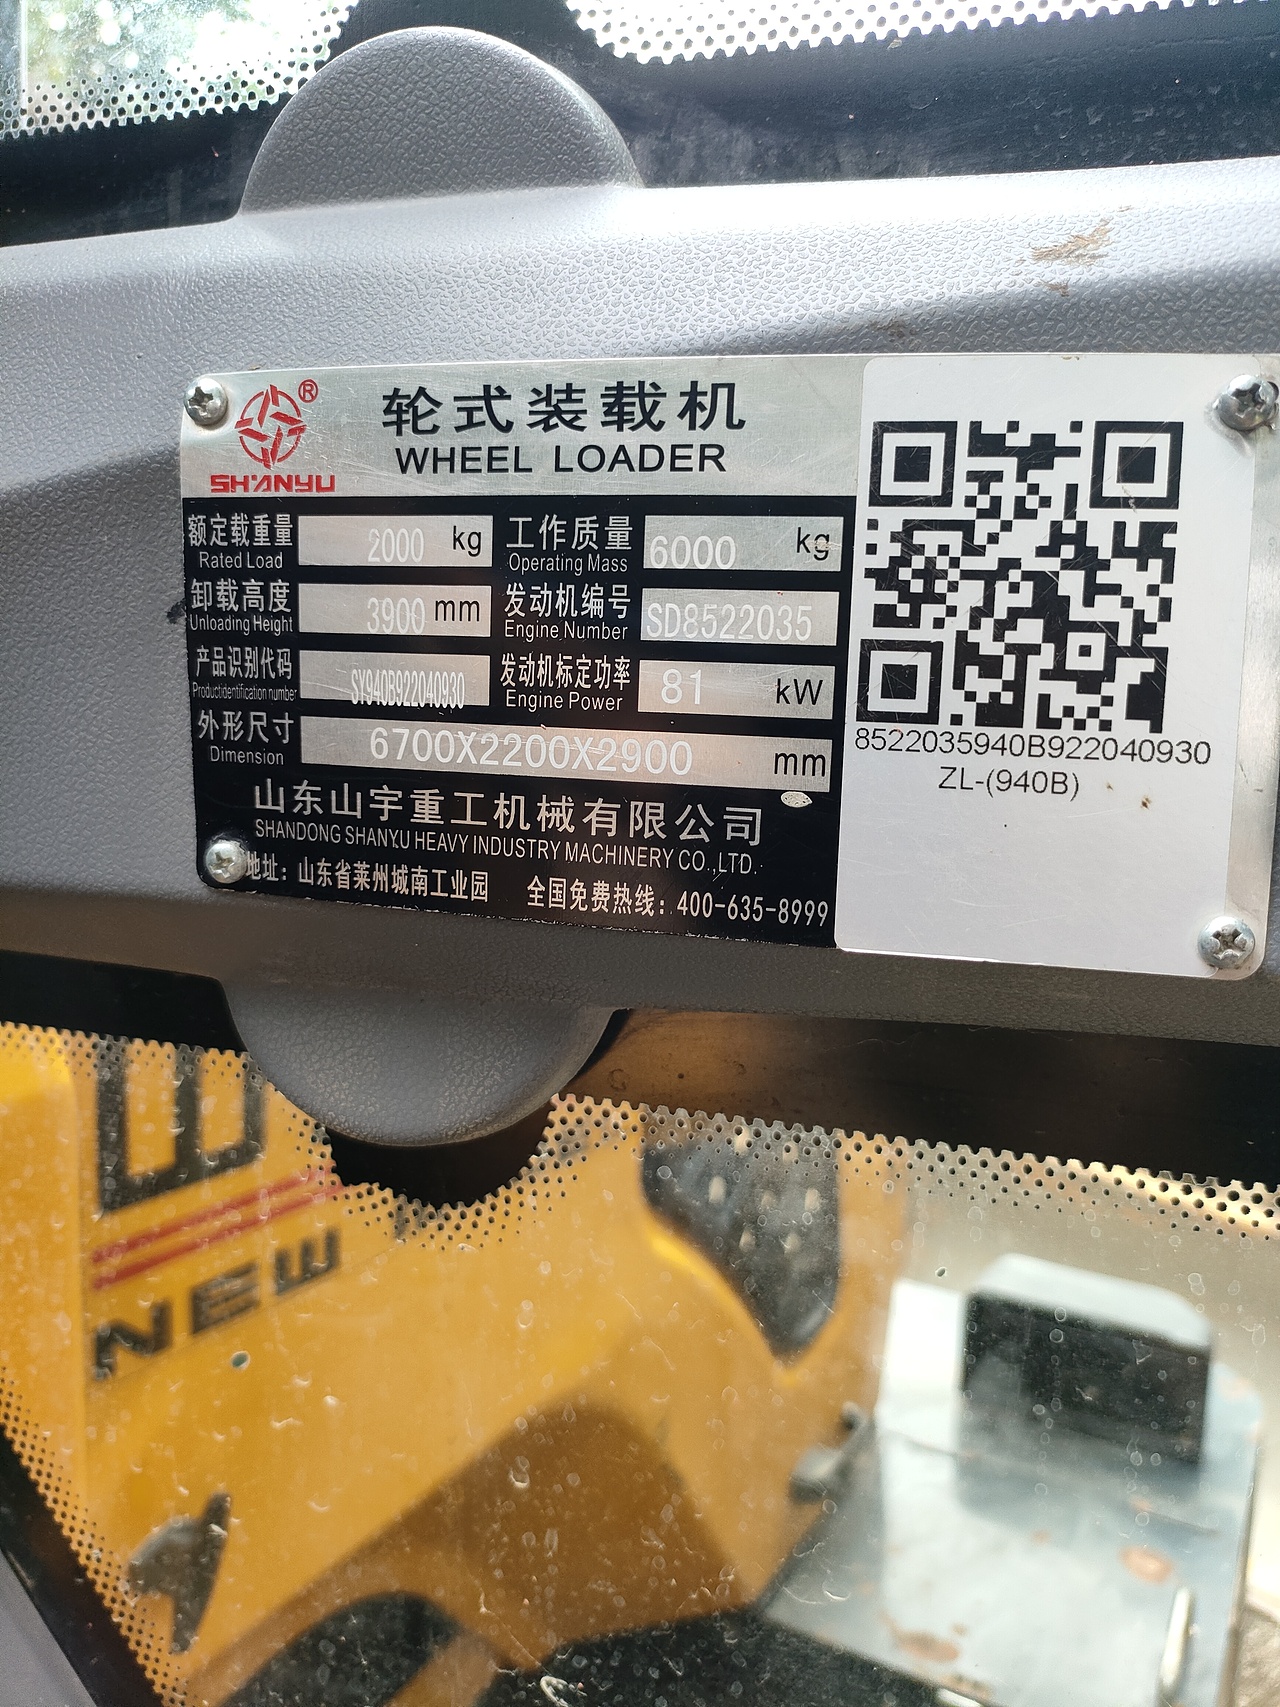 ®
SHANYU
轮式装载机
WHEEL LOADER
额定载重量 2000 kg 工作质量 6000 kg
Rated Load Operating Mass
卸载高度 3900 mm 发动机编号 SD8522035
Unloading Height Engine Number
产品识别代码 SY940B922040930 发动机标定功率 81 kW
Productidentification number Engine Power
外形尺寸 6700X2200X2900 mm
Dimension
山东山宇重工机械有限公司
SHANDONG SHANYU HEAVY INDUSTRY MACHINERY CO.,LTD.
地址：山东省莱州城南工业园 全国免费热线：400-635-8999
8522035940B922040930
ZL-(940B)
NEW